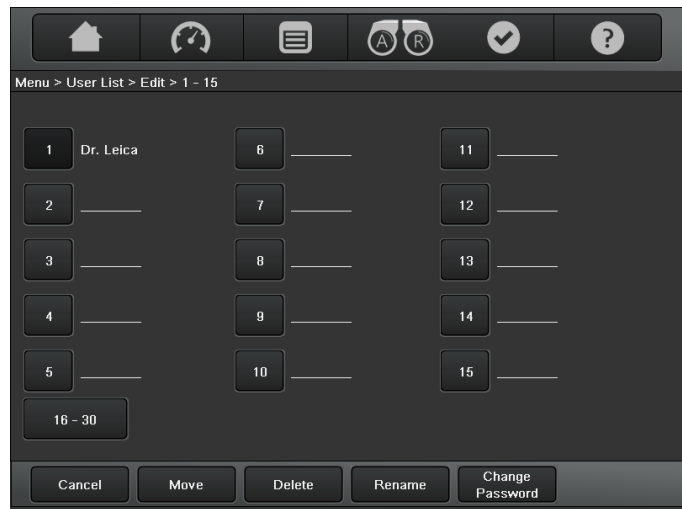 A R ?
Menu > User List > Edit > 1 - 15
1 Dr. Leica 6 11
2 7 12
3 8 13
4 9 14
5 10 15
16 - 30
Cancel Move Delete Rename Change Password